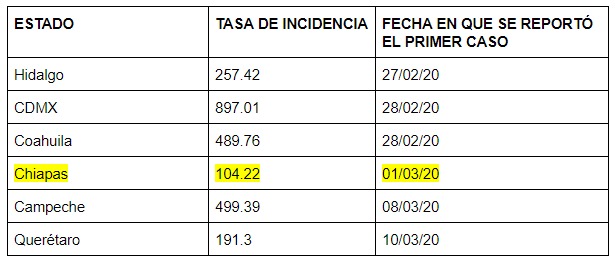 ESTADO TASA DE INCIDENCIA FECHA EN QUE SE REPORTÓ
EL PRIMER CASO
Hidalgo 257.42 27/02/20
CDMX 897.01 28/02/20
Coahuila 489.76 28/02/20
Chiapas 104.22 01/03/20
Campeche 499.39 08/03/20
Querétaro 191.3 10/03/20